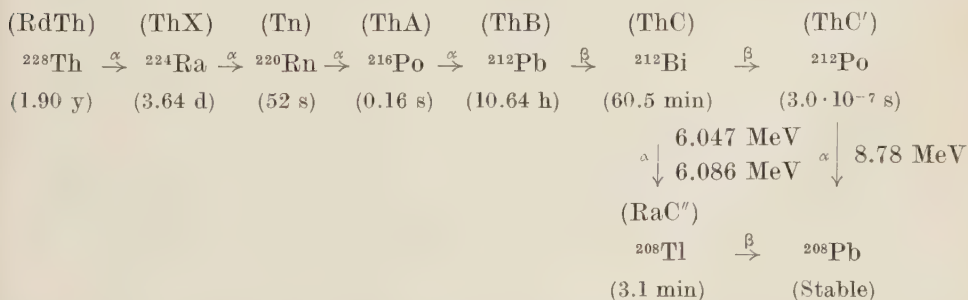 (RdTh) (ThX) (Tn) (ThA) (ThB) (ThC) (ThC′)
²²⁸Th α→ ²²⁴Ra α→ ²²⁰Rn α→ ²¹⁶Po α→ ²¹²Pb β→ ²¹²Bi β→ ²¹²Po
(1.90 y) (3.64 d) (52 s) (0.16 s) (10.64 h) (60.5 min) (3.0·10⁻⁷ s)
6.047 MeV
α↓ 6.086 MeV α↓ 8.78 MeV
(RaC″)
²⁰⁸Tl β→ ²⁰⁸Pb
(3.1 min) (Stable)